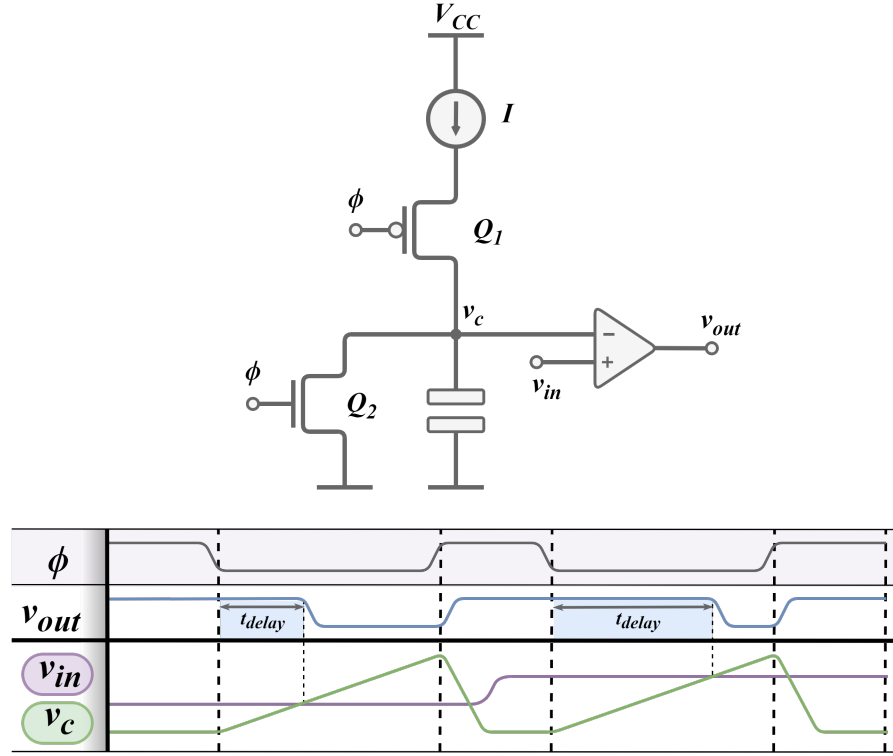 V_CC
I
ϕ
Q_1
v_c
v_out
ϕ
v_in
Q_2
−
+
ϕ
v_out
t_delay
t_delay
v_in
v_c